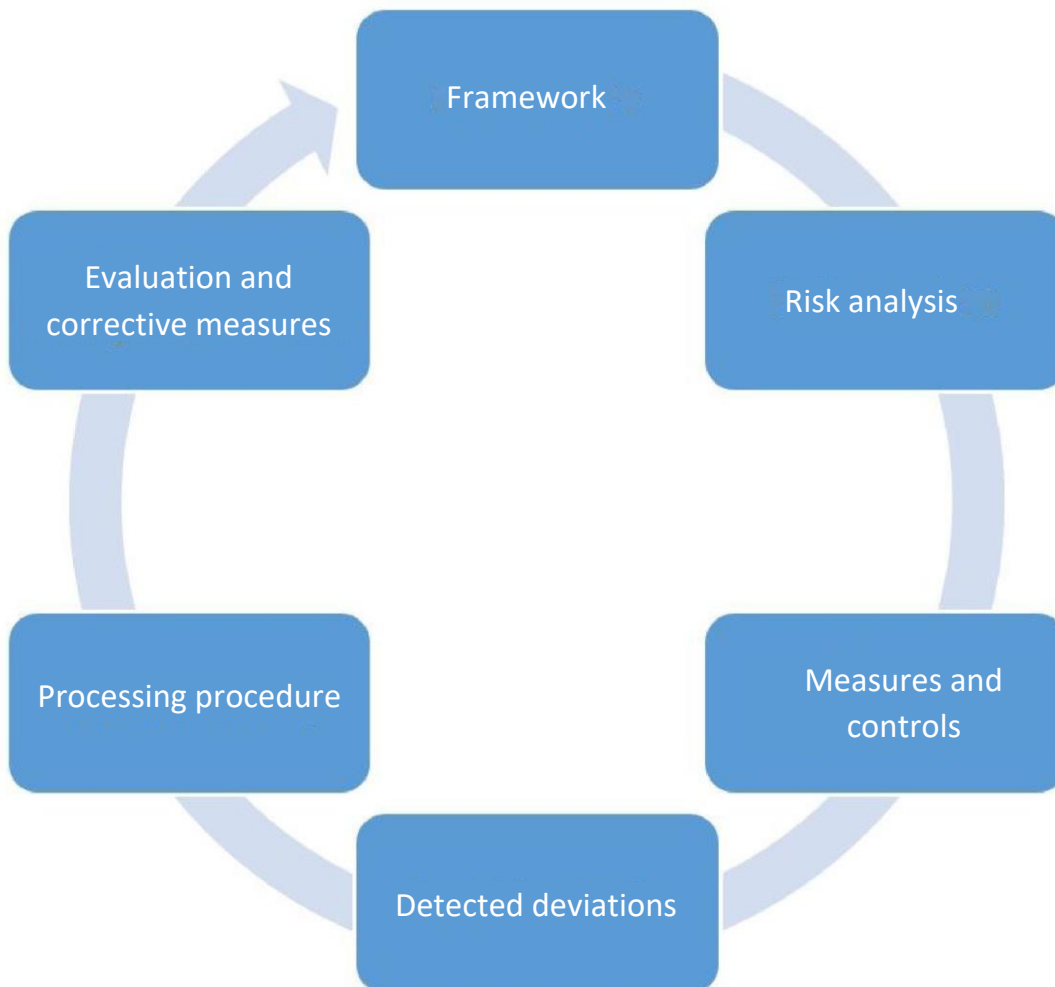 Framework
Risk analysis
Measures and
controls
Detected deviations
Processing procedure
Evaluation and
corrective measures